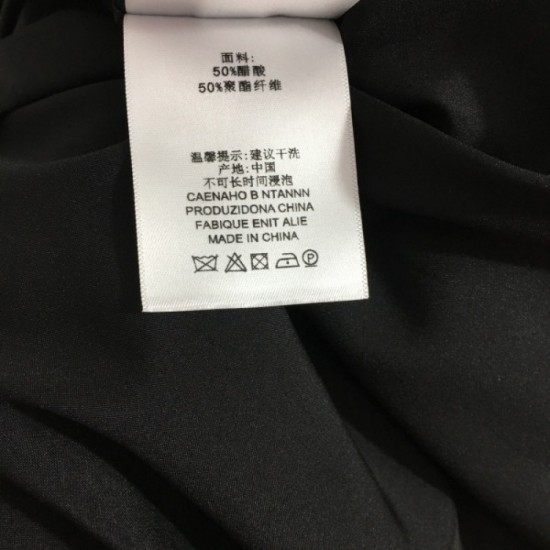 面料:
50%醋酸
50%聚酯纤维
温馨提示:建议干洗
产地:中国
不可长时间浸泡
CAENAHO B NTANNN
PRODUZIDONA CHINA
FABIQUE ENIT ALIE
MADE IN CHINA